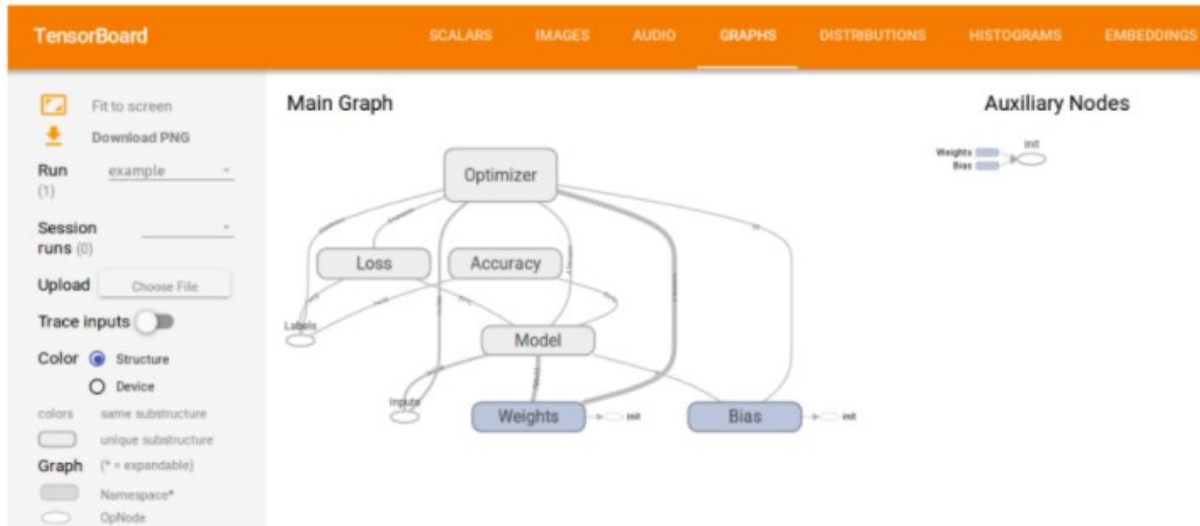 TensorBoard
SCALARS IMAGES AUDIO GRAPHS DISTRIBUTIONS HISTOGRAMS EMBEDDINGS
Fit to screen
Download PNG
Run example
(1)
Session
runs (0)
Upload Choose File
Trace inputs
Color Structure
Device
colors same substructure
unique substructure
Graph (* = expandable)
Namespace*
OpNode
Main Graph
Optimizer
Loss
Accuracy
Labels
Model
Inputs
Weights
init
Bias
init
Auxiliary Nodes
Weights
Bias
init